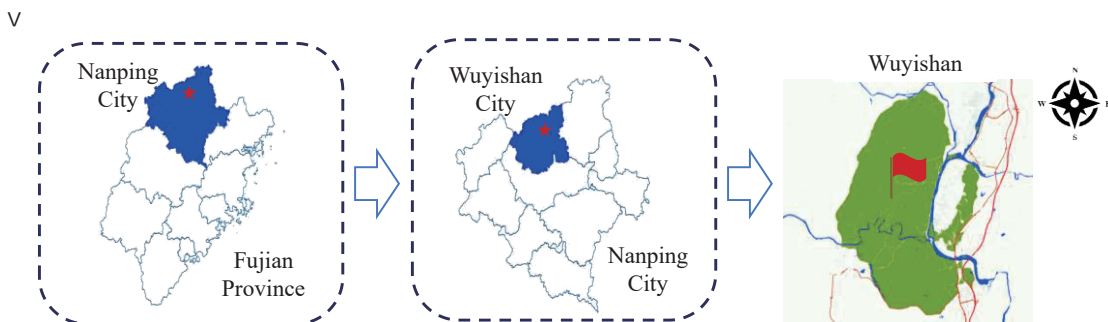 V
Nanping
City
Fujian
Province
Wuyishan
City
Nanping
City
Wuyishan
N
W
E
S